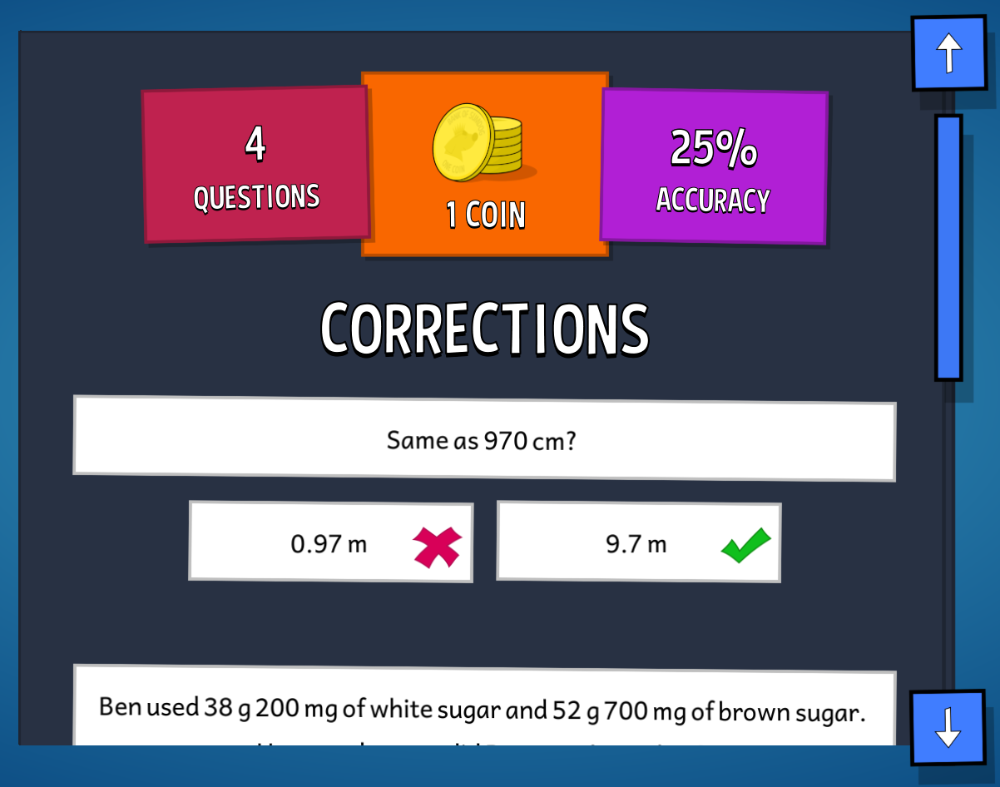 4
QUESTIONS
1 COIN
25%
ACCURACY
CORRECTIONS
Same as 970 cm?
0.97 m
9.7 m
Ben used 38 g 200 mg of white sugar and 52 g 700 mg of brown sugar.